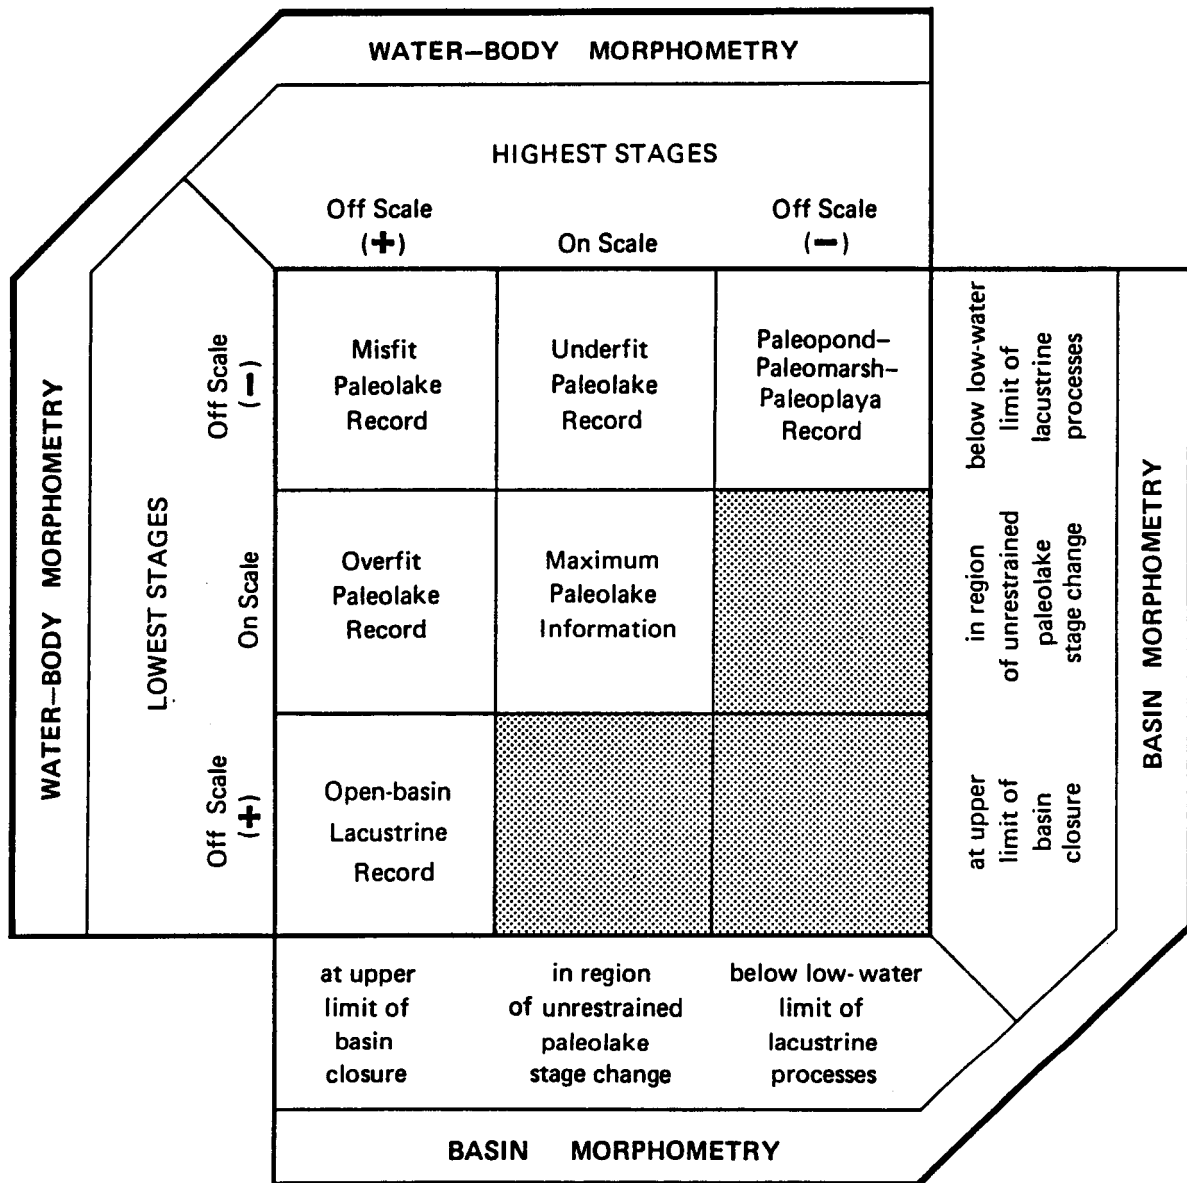 WATER–BODY MORPHOMETRY
HIGHEST STAGES
Off Scale
(+)
On Scale
Off Scale
(–)
WATER–BODY MORPHOMETRY
LOWEST STAGES
Off Scale
(–)
On Scale
Off Scale
(+)
Misfit
Paleolake
Record
Underfit
Paleolake
Record
Paleopond–
Paleomarsh–
Paleoplaya
Record
Overfit
Paleolake
Record
Maximum
Paleolake
Information
Open-basin
Lacustrine
Record
below low-water
limit of
lacustrine
processes
in region
of unrestrained
paleolake
stage change
at upper
limit of
basin
closure
BASIN MORPHOMETRY
at upper
limit of
basin
closure
in region
of unrestrained
paleolake
stage change
below low-water
limit of
lacustrine
processes
BASIN MORPHOMETRY